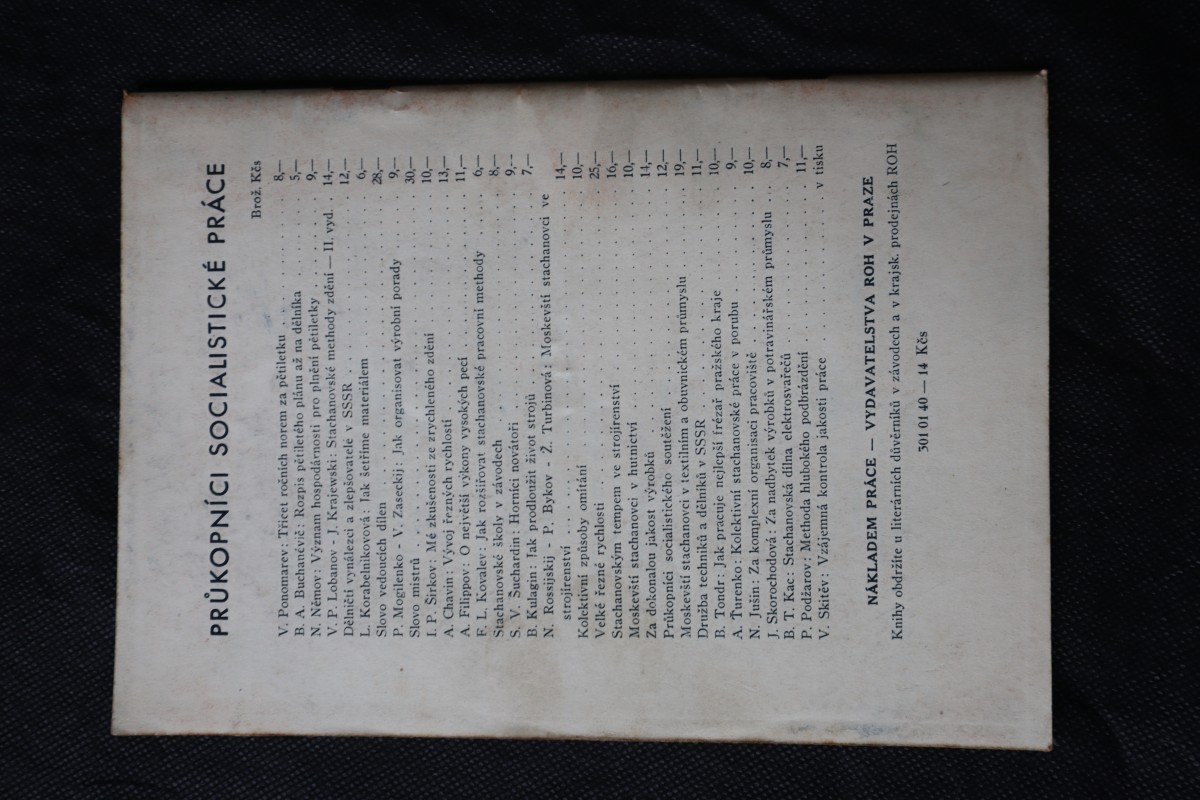 PRŮKOPNÍCI SOCIALISTICKÉ PRÁCE
Brož. Kčs
V. Ponomarev: Třicet ročních norem za pětiletku . . . . . . . . 8,—
B. A. Buchaněvič: Rozpis pětiletého plánu až na dělníka . . . . . 5,—
N. Němov: Význam hospodárnosti pro plnění pětiletky . . . . . . 9,—
V. P. Lobanov - J. Krajewski: Stachanovské methody zdění — II. vyd. . 14,—
Dělničtí vynálezci a zlepšovatelé v SSSR . . . . . . . . . . 12,—
L. Korabelnikovová: Jak šetříme materiálem . . . . . . . . . 6,—
Slovo vedoucích dílen . . . . . . . . . . . . . . . 28,—
P. Mogilenko - V. Zaseckij: Jak organisovat výrobní porady . . . . 9,—
Slovo mistrů . . . . . . . . . . . . . . . . . . 30,—
I. P. Širkov: Mé zkušenosti ze zrychleného zdění . . . . . . . 10,—
A. Chavin: Vývoj řezných rychlostí . . . . . . . . . . . 13,—
A. Filippov: O největší výkony vysokých pecí . . . . . . . . 11,—
F. L. Kovalev: Jak rozšiřovat stachanovské pracovní methody . . . . 6,—
Stachanovské školy v závodech . . . . . . . . . . . . . 8,—
S. V. Suchardin: Horníci novátoři . . . . . . . . . . . . 9,—
B. Kulagin: Jak prodloužit život strojů . . . . . . . . . . 7,—
N. Rossijskij - P. Bykov - Z. Turbinová: Moskevští stachanovci ve
strojírenství . . . . . . . . . . . . . . . . . . 14,—
Kolektivní způsoby omítání . . . . . . . . . . . . . . 10,—
Velké řezné rychlosti . . . . . . . . . . . . . . . 25,—
Stachanovským tempem ve strojírenství . . . . . . . . . . 16,—
Moskevští stachanovci v hutnictví . . . . . . . . . . . . 10,—
Za dokonalou jakost výrobků . . . . . . . . . . . . . 14,—
Průkopníci socialistického soutěžení . . . . . . . . . . . 12,—
Moskevští stachanovci v textilním a obuvnickém průmyslu . . . . . 19,—
Družba techniků a dělníků v SSSR . . . . . . . . . . . . 11,—
B. Tondr: Jak pracuje nejlepší frézař pražského kraje . . . . . . 10,—
A. Turenko: Kolektivní stachanovské práce v porubu . . . . . . 9,—
N. Jušin: Za komplexní organisaci pracoviště . . . . . . . . 10,—
J. Skorochodová: Za nadbytek výrobků v potravinářském průmyslu . . 8,—
B. T. Kac: Stachanovská dílna elektrosvařečů . . . . . . . . 7,—
P. Podžarov: Methoda hlubokého podbrázdění . . . . . . . . 11,—
V. Skitěv: Vzájemná kontrola jakosti práce . . . . . . . . . v tisku
NÁKLADEM PRÁCE — VYDAVATELSTVA ROH V PRAZE
Knihy obdržíte u literárních důvěrníků v závodech a v krajsk. prodejnách ROH
301 01 40 — 14 Kčs